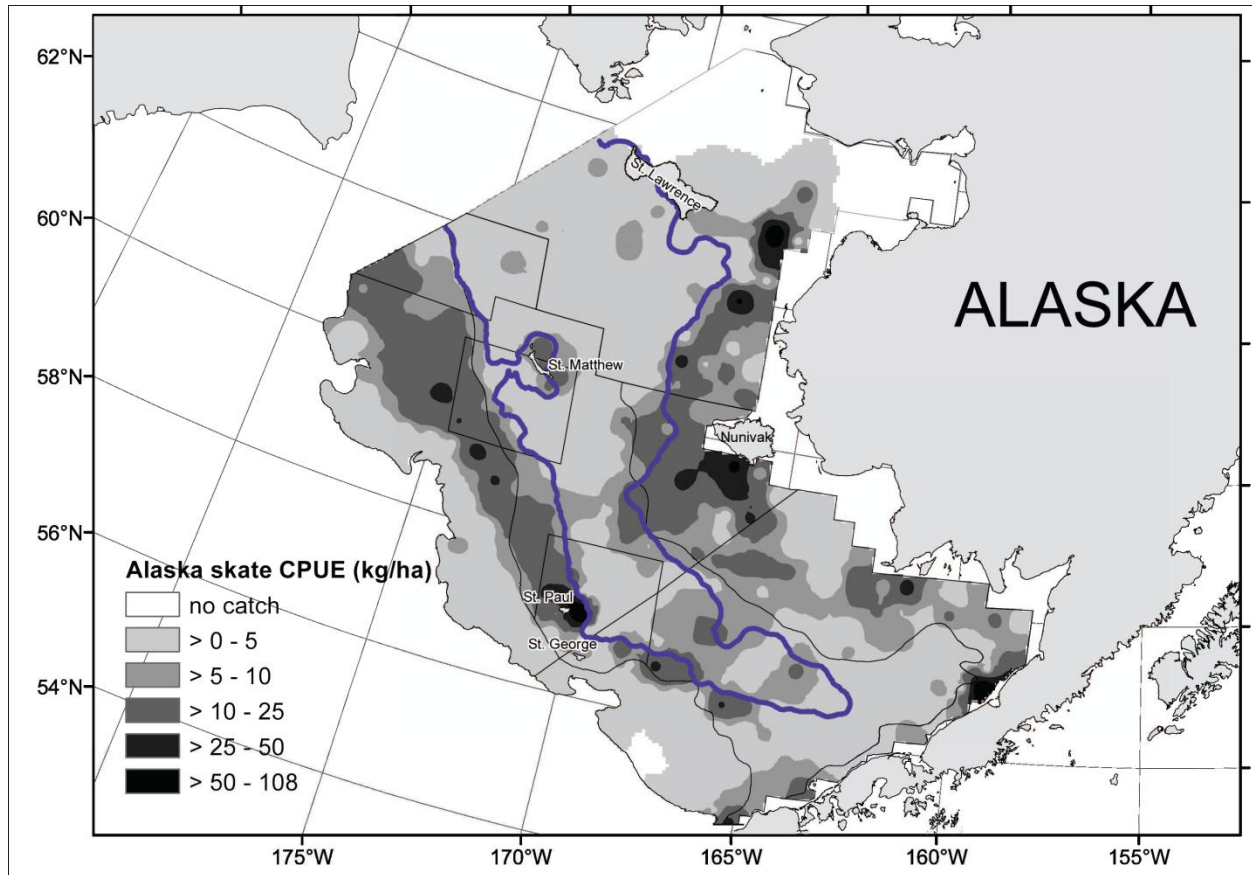 62°N
60°N
58°N
56°N
54°N
ALASKA
St. Lawrence
St. Matthew
Nunivak
St. Paul
St. George
Alaska skate CPUE (kg/ha)
no catch
> 0 - 5
> 5 - 10
> 10 - 25
> 25 - 50
> 50 - 108
175°W
170°W
165°W
160°W
155°W